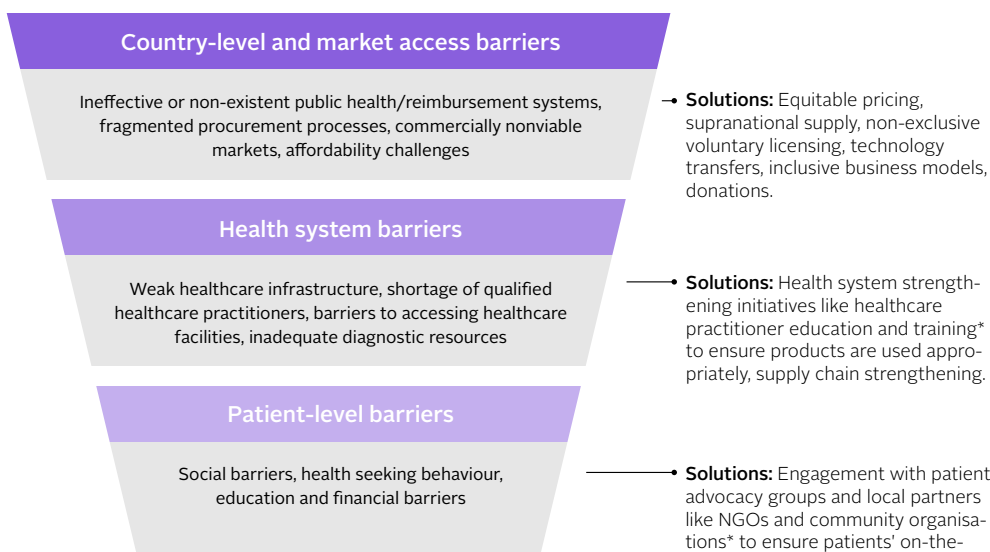 Country-level and market access barriers
Ineffective or non-existent public health/reimbursement systems,
fragmented procurement processes, commercially nonviable
markets, affordability challenges
Solutions: Equitable pricing,
supranational supply, non-exclusive
voluntary licensing, technology
transfers, inclusive business models,
donations.
Health system barriers
Weak healthcare infrastructure, shortage of qualified
healthcare practitioners, barriers to accessing healthcare
facilities, inadequate diagnostic resources
Solutions: Health system strength-
ening initiatives like healthcare
practitioner education and training*
to ensure products are used appro-
priately, supply chain strengthening.
Patient-level barriers
Social barriers, health seeking behaviour,
education and financial barriers
Solutions: Engagement with patient
advocacy groups and local partners
like NGOs and community organisa-
tions* to ensure patients' on-the-